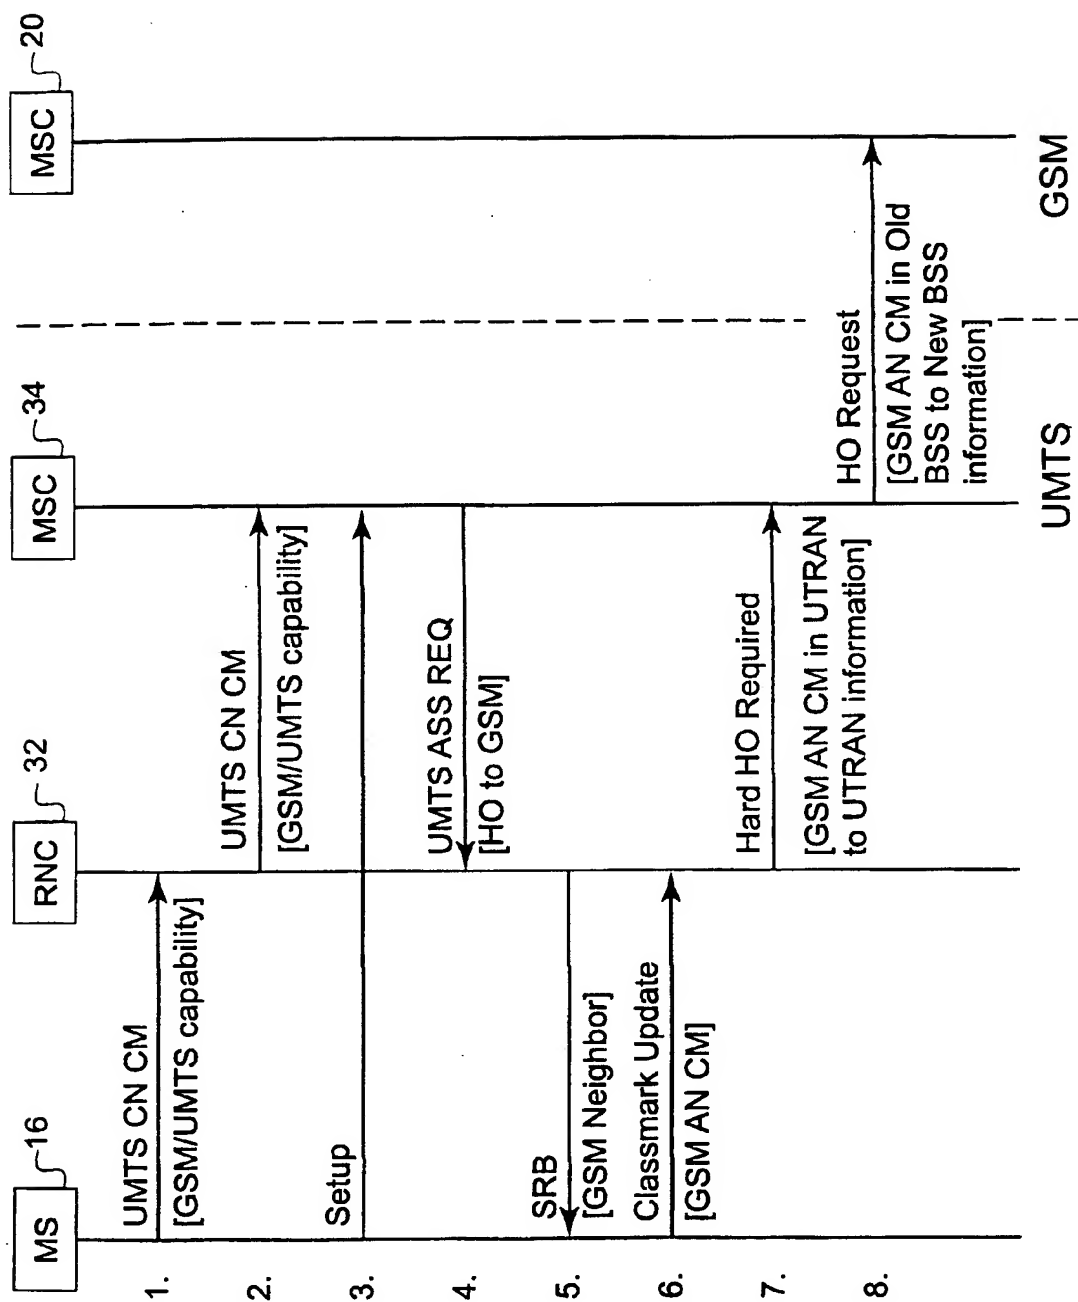 MS
16
RNC
32
MSC
34
MSC
20
1.
UMTS CN CM
[GSM/UMTS capability]
2.
UMTS CN CM
[GSM/UMTS capability]
3.
Setup
4.
UMTS ASS REQ
[HO to GSM]
5.
SRB
[GSM Neighbor]
6.
Classmark Update
[GSM AN CM]
7.
Hard HO Required
[GSM AN CM in UTRAN
to UTRAN information]
8.
HO Request
[GSM AN CM in Old
BSS to New BSS
information]
UMTS
GSM